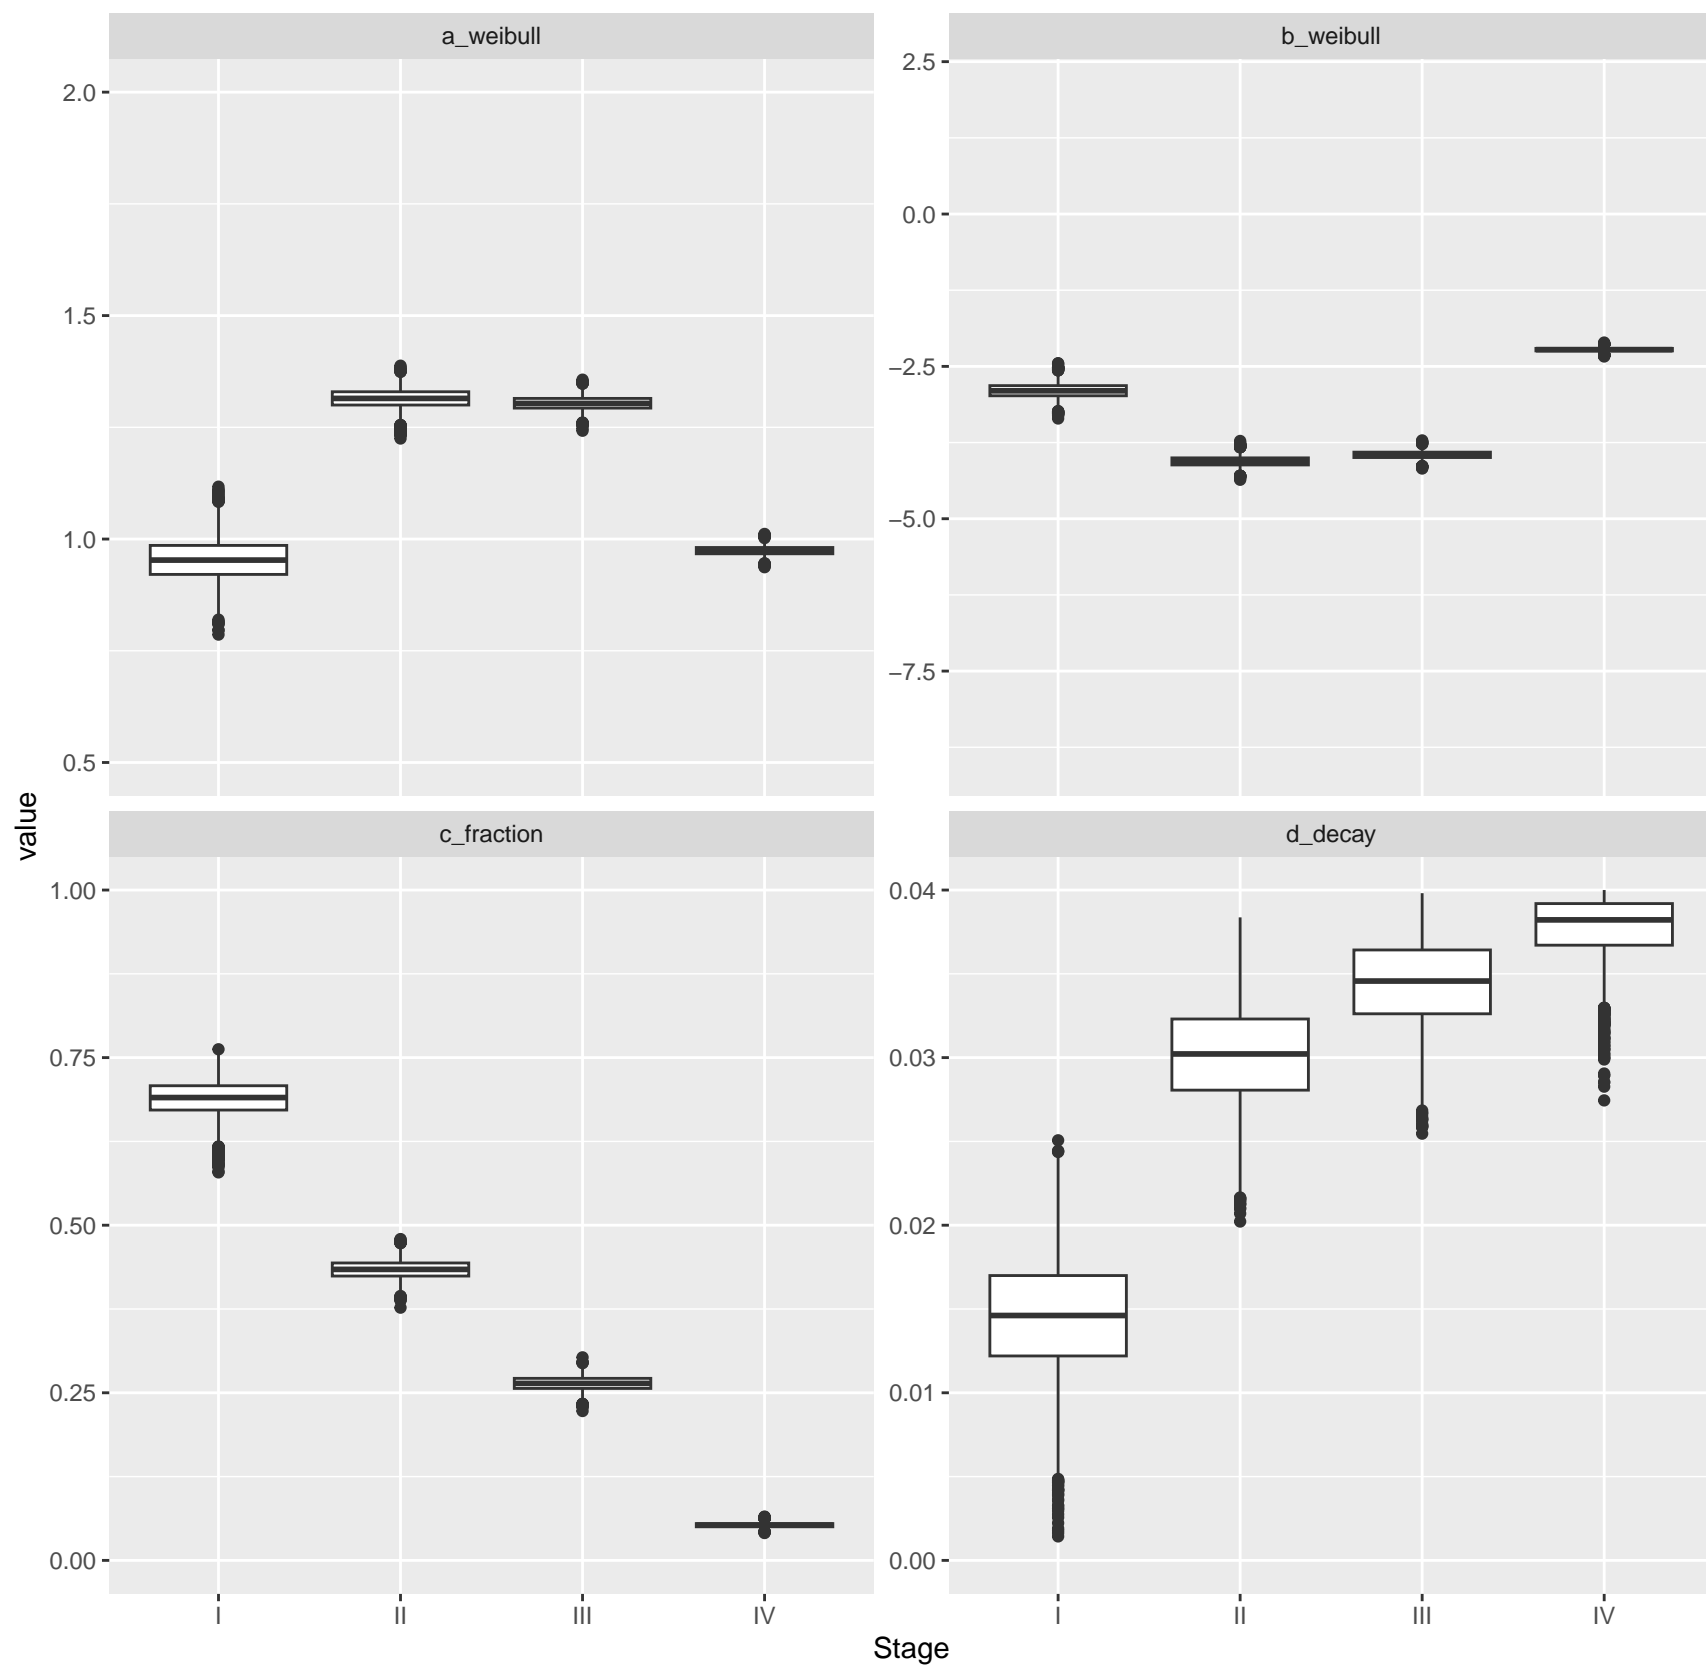 a_weibull
b_weibull
2.0
1.5
1.0
0.5
2.5
0.0
−2.5
−5.0
−7.5
value
c_fraction
d_decay
1.00
0.75
0.50
0.25
0.00
0.04
0.03
0.02
0.01
0.00
I II III IV
I II III IV
Stage